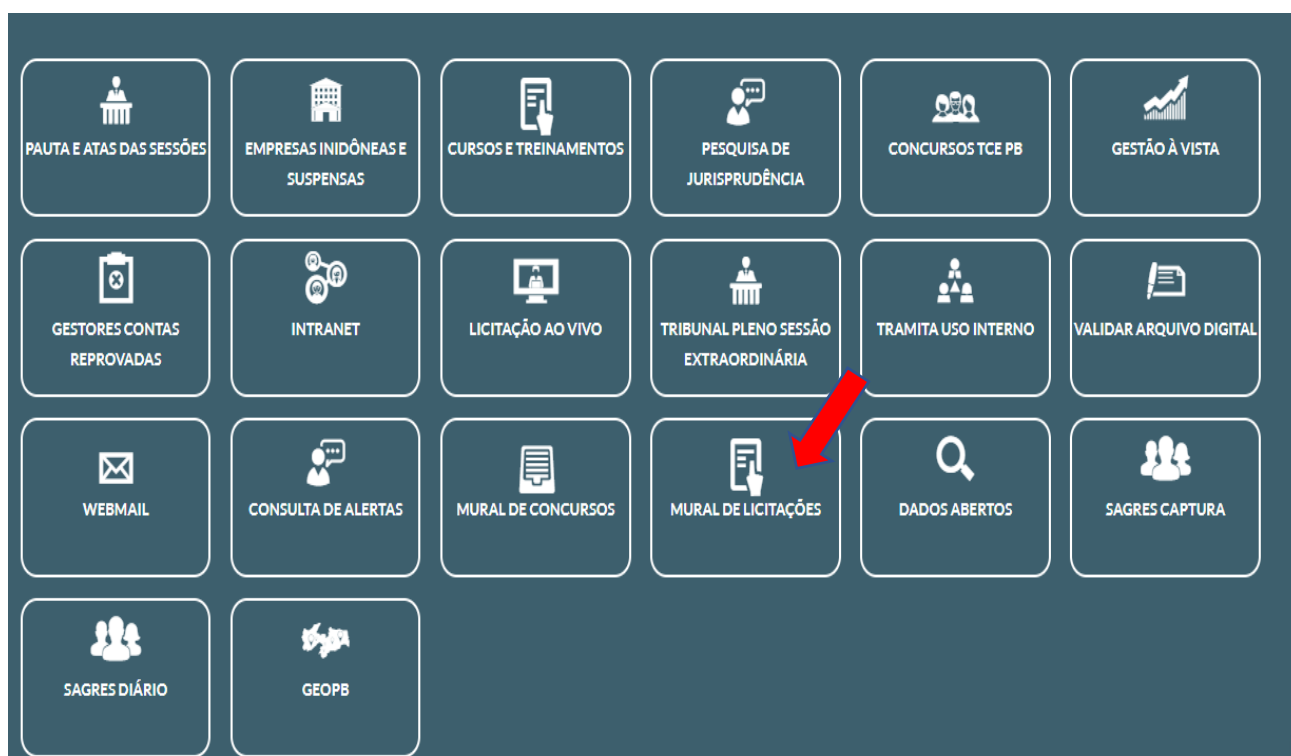 PAUTA E ATAS DAS SESSÕES
EMPRESAS INIDÔNEAS E
SUSPENSAS
CURSOS E TREINAMENTOS
PESQUISA DE
JURISPRUDÊNCIA
CONCURSOS TCE PB
GESTÃO À VISTA
GESTORES CONTAS
REPROVADAS
INTRANET
LICITAÇÃO AO VIVO
TRIBUNAL PLENO SESSÃO
EXTRAORDINÁRIA
TRAMITA USO INTERNO
VALIDAR ARQUIVO DIGITAL
WEBMAIL
CONSULTA DE ALERTAS
MURAL DE CONCURSOS
MURAL DE LICITAÇÕES
DADOS ABERTOS
SAGRES CAPTURA
SAGRES DIÁRIO
GEOPB